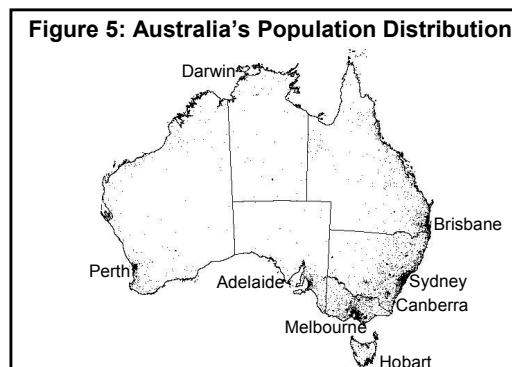 Figure 5: Australia's Population Distribution
Darwin
Brisbane
Perth
Adelaide
Sydney
Canberra
Melbourne
Hobart